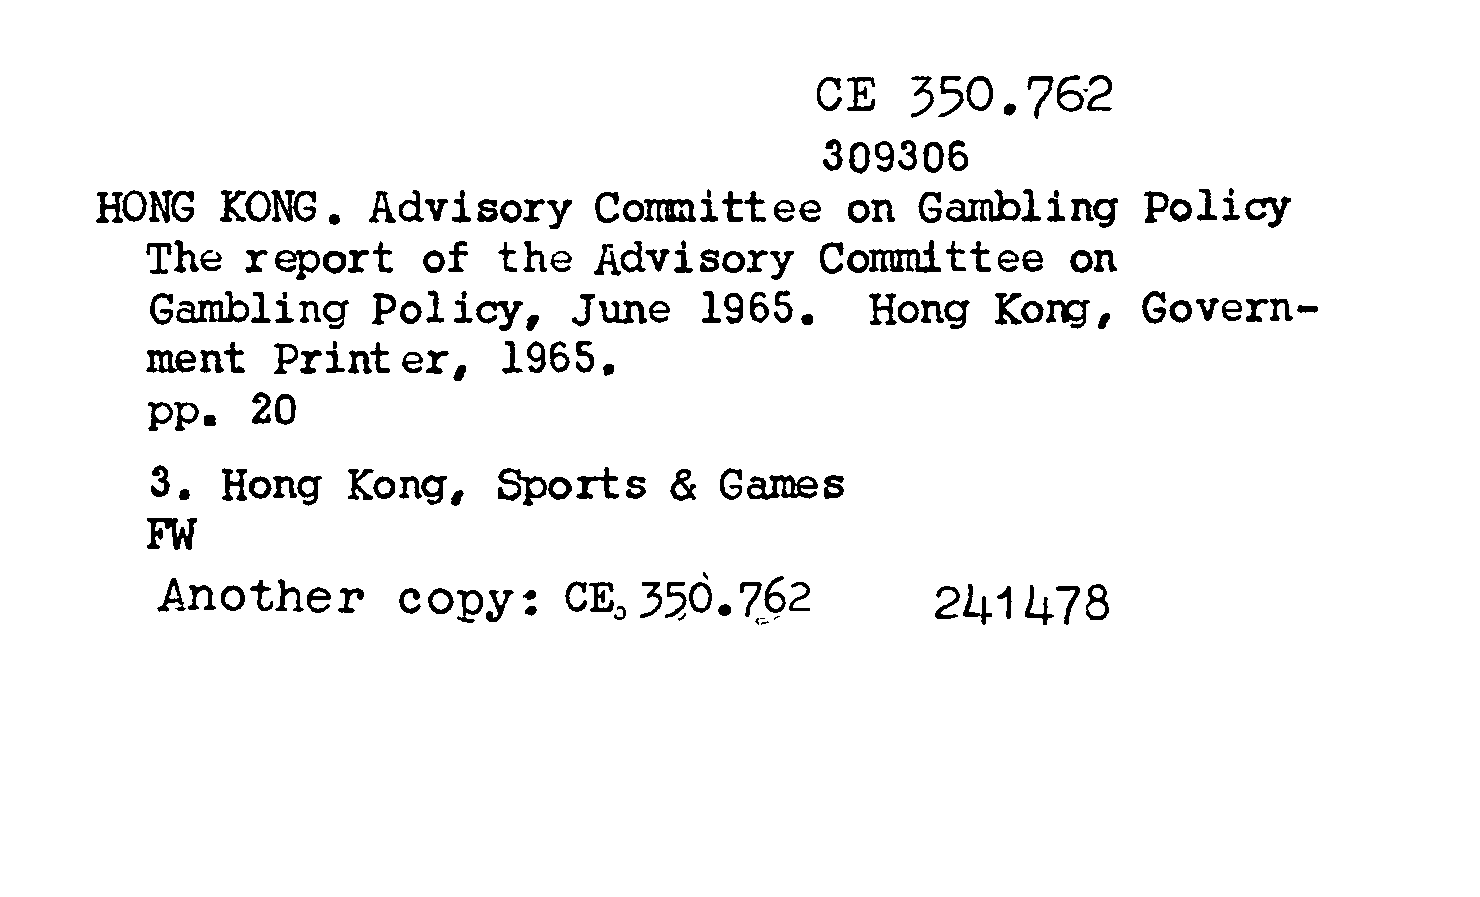 CE 350.762
309306
HONG KONG. Advisory Committee on Gambling Policy
The report of the Advisory Committee on
Gambling Policy, June 1965. Hong Kong, Govern-
ment Printer, 1965.
pp. 20
3. Hong Kong, Sports & Games
FW
Another copy: CE 350.762 241478